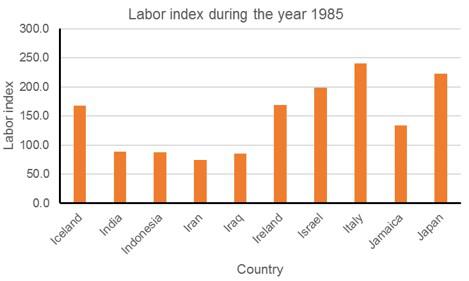 Labor index during the year 1985
300.0
250.0
200.0
150.0
100.0
50.0
0.0
Labor index
Iceland
India
Indonesia
Iran
Iraq
Ireland
Israel
Italy
Jamaica
Japan
Country